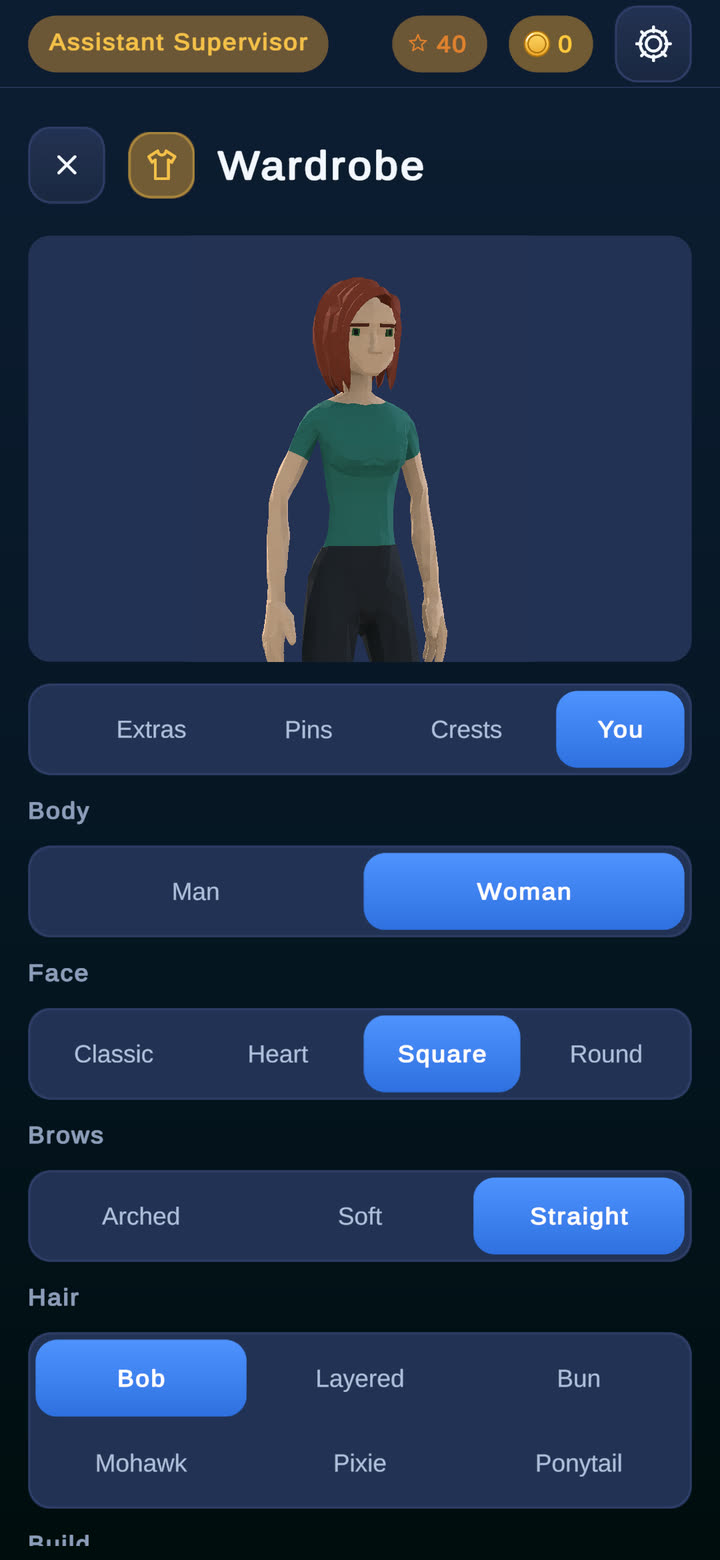 Assistant Supervisor 40 0
Wardrobe
Extras Pins Crests You
Body
Man Woman
Face
Classic Heart Square Round
Brows
Arched Soft Straight
Hair
Bob Layered Bun
Mohawk Pixie Ponytail
Build